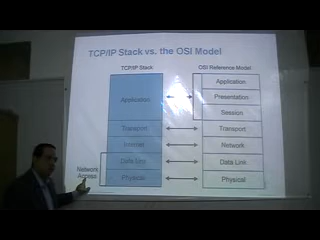 TCP/IP Stack vs. the OSI Model
TCP/IP Stack
OSI Reference Model
Application
Application
Presentation
Session
Transport
Transport
Internet
Network
Network
Access
Data Link
Data Link
Physical
Physical